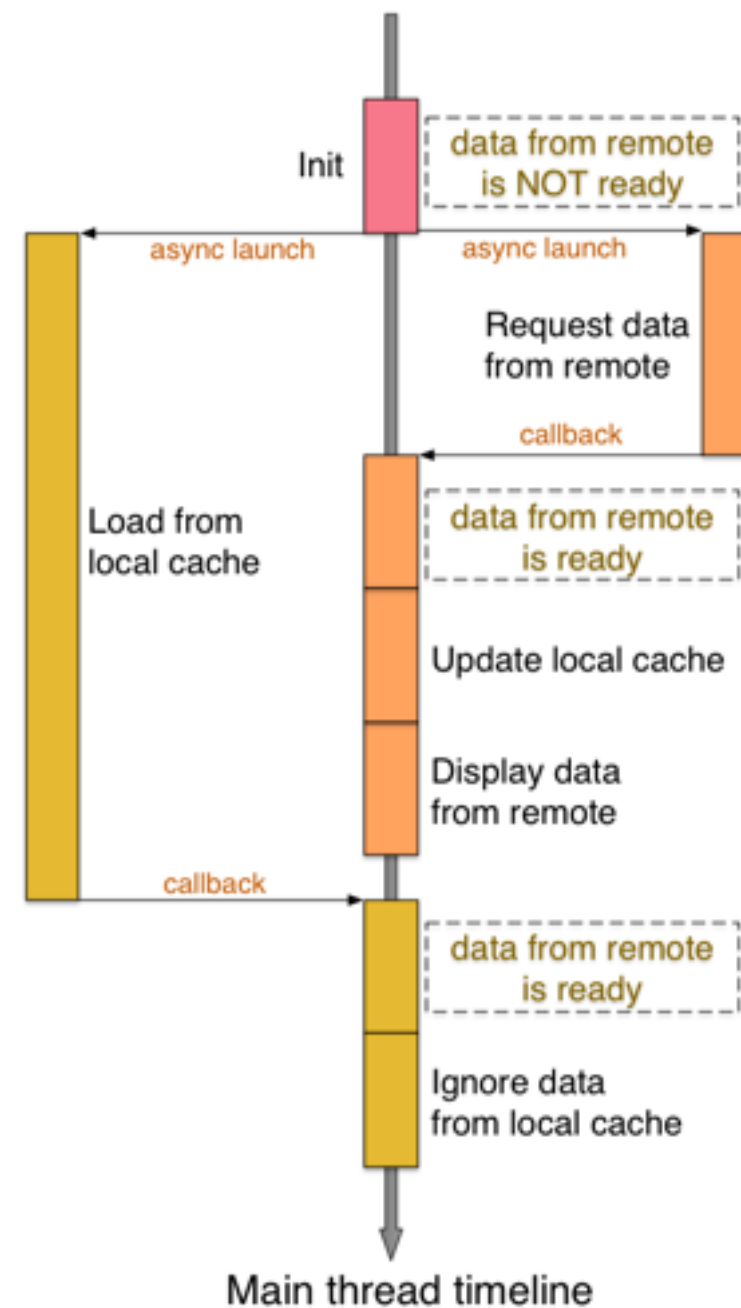 data from remote
is NOT ready
Init
async launch
async launch
Request data
from remote
callback
Load from
local cache
data from remote
is ready
Update local cache
Display data
from remote
callback
data from remote
is ready
Ignore data
from local cache
Main thread timeline